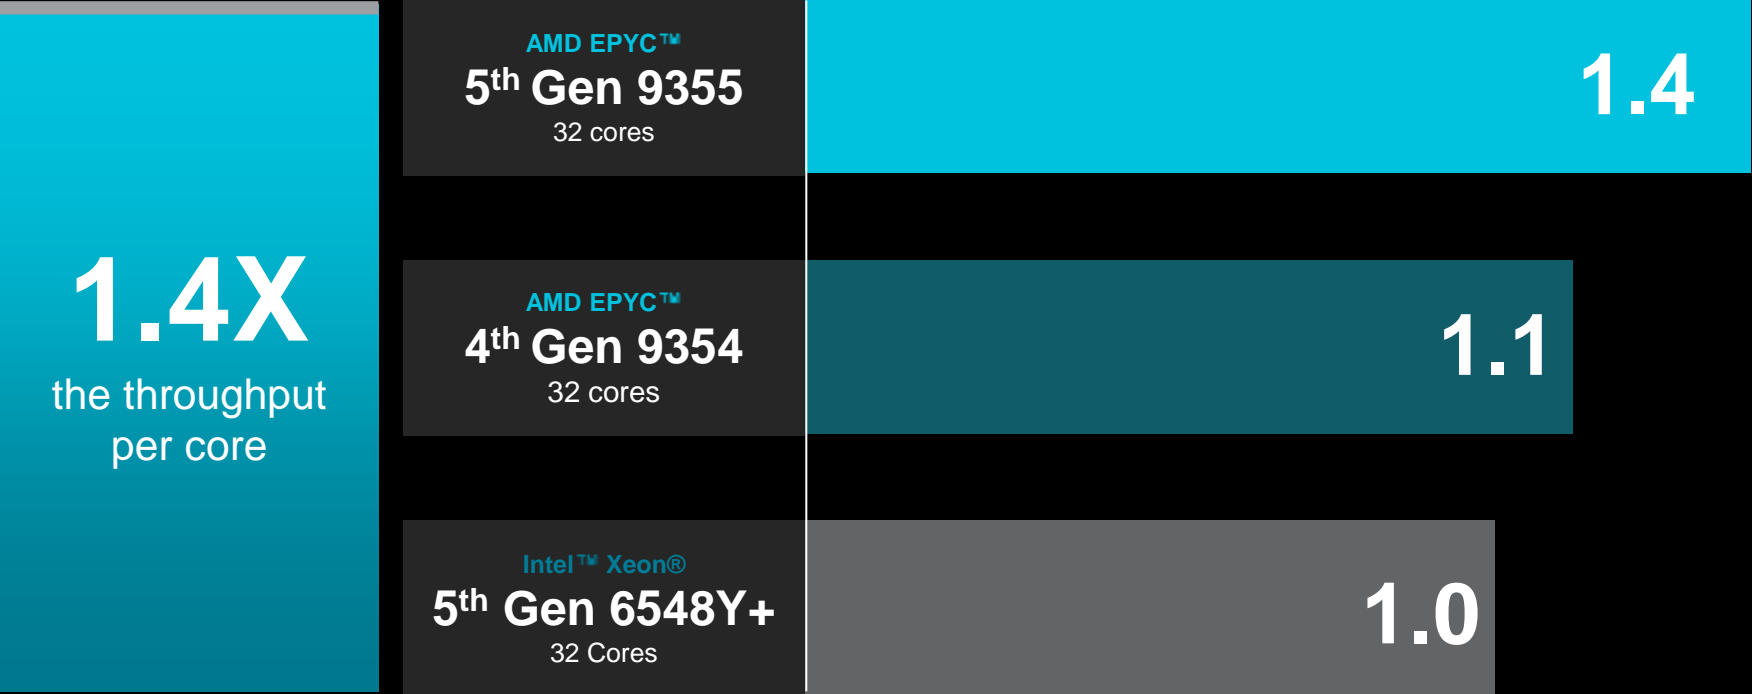 1.4X
the throughput
per core
AMD EPYC™
5th Gen 9355
32 cores
1.4
AMD EPYC™
4th Gen 9354
32 cores
1.1
Intel™ Xeon®
5th Gen 6548Y+
32 Cores
1.0